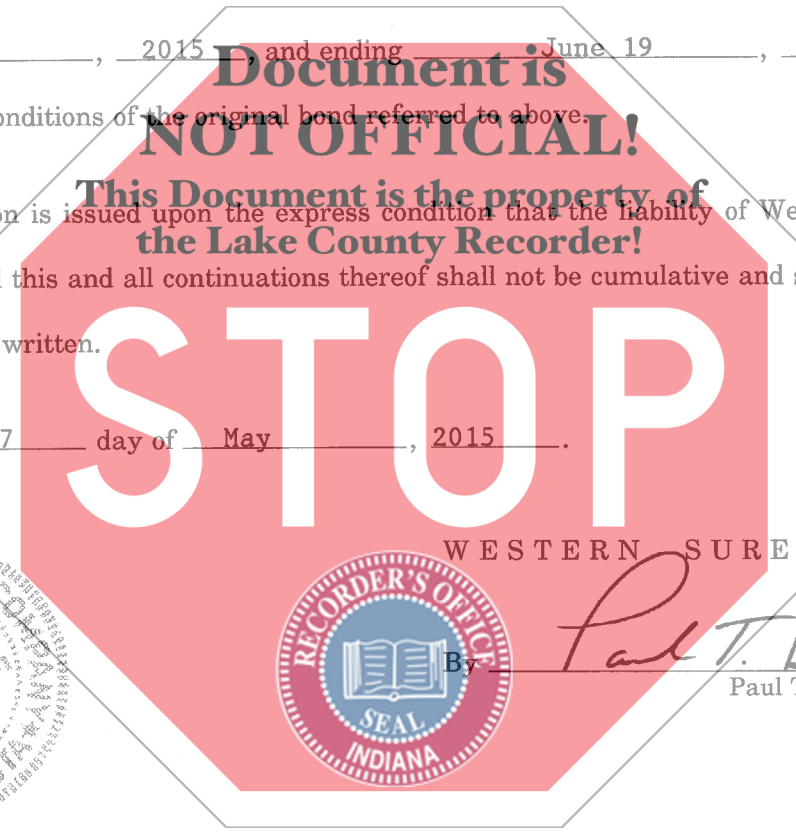 , 2015 , and ending June 19 ,
Document is
onditions of the original bond referred to above.
NOT OFFICIAL!
This Document is the property of
on is issued upon the express condition that the liability of We
the Lake County Recorder!
this and all continuations thereof shall not be cumulative and s
written.
STOP
7 day of May , 2015 .
WESTERN SURE
RECORDER'S OFFICE
SEAL
INDIANA
By Paul T.
Paul T